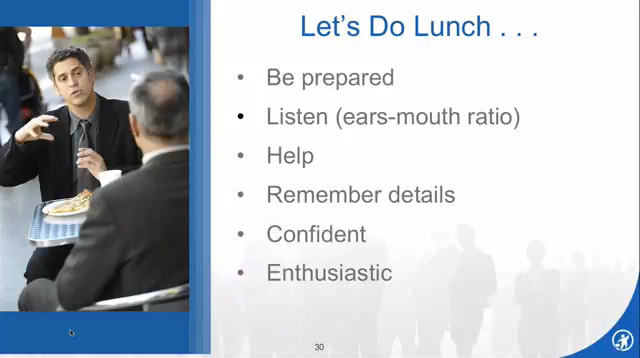 Let's Do Lunch . . .
• Be prepared
• Listen (ears-mouth ratio)
• Help
• Remember details
• Confident
• Enthusiastic
30